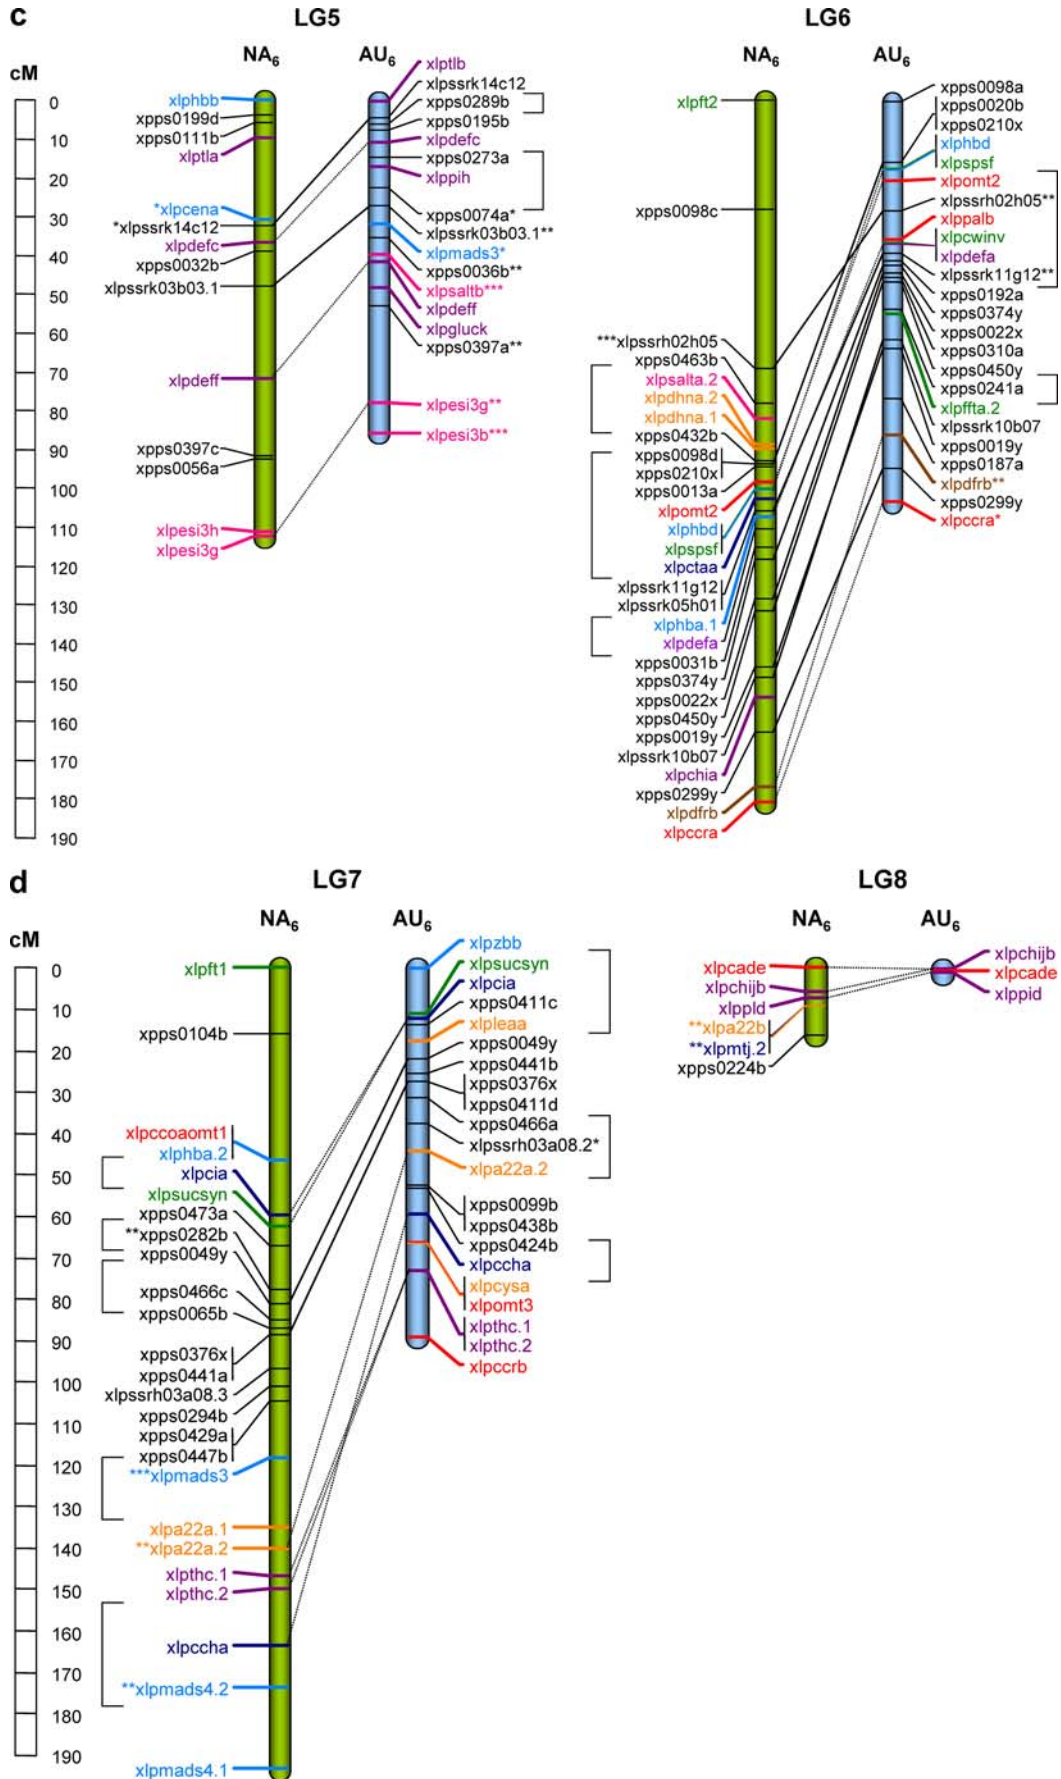 c
LG5
LG6
NA6
AU6
NA6
AU6
cM
0
10
20
30
40
50
60
70
80
90
100
110
120
130
140
150
160
170
180
190
xlphbb
xpps0199d
xpps0111b
xlptla
*xlpcena
*xlpssrk14c12
xlpdefc
xpps0032b
xlpssrk03b03.1
xlpdeff
xpps0397c
xpps0056a
xlpesi3h
xlpesi3g
xlptlb
xlpssrk14c12
xpps0289b
xpps0195b
xlpdefc
xpps0273a
xlppih
xpps0074a*
xlpssrk03b03.1**
xlpmads3*
xpps0036b**
xlpsaltb***
xlpdeff
xlpgluck
xpps0397a**
xlpesi3g**
xlpesi3b***
xlpft2
xpps0098c
***xlpssrh02h05
xpps0463b
xlpsalta.2
xlpdhna.2
xlpdhna.1
xpps0432b
xpps0098d
xpps0210x
xpps0013a
xlpomt2
xlphbd
xlpspsf
xlpctaa
xlpssrk11g12
xlpssrk05h01
xlphba.1
xlpdefa
xpps0031b
xpps0374y
xpps0022x
xpps0450y
xpps0019y
xlpssrk10b07
xlpchia
xpps0299y
xlpdfrb
xlpccra
xpps0098a
xpps0020b
xpps0210x
xlphbd
xlpspsf
xlpomt2
xlpssrh02h05**
xlppalb
xlpcwinv
xlpdefa
xlpssrk11g12**
xpps0192a
xpps0374y
xpps0022x
xpps0310a
xpps0450y
xpps0241a
xlpffta.2
xlpssrk10b07
xpps0019y
xpps0187a
xlpdfrb**
xpps0299y
xlpccra*
d
LG7
LG8
NA6
AU6
NA6
AU6
cM
0
10
20
30
40
50
60
70
80
90
100
110
120
130
140
150
160
170
180
190
xlpft1
xpps0104b
xlpccoaomt1
xlphba.2
xlpcia
xlpsucsyn
xpps0473a
**xpps0282b
xpps0049y
xpps0466c
xpps0065b
xpps0376x
xpps0441a
xlpssrh03a08.3
xpps0294b
xpps0429a
xpps0447b
***xlpmads3
xlpa22a.1
**xlpa22a.2
xlpthc.1
xlpthc.2
xlpccha
**xlpmads4.2
xlpmads4.1
xlpzbb
xlpsucsyn
xlpcia
xpps0411c
xlpleaa
xpps0049y
xpps0441b
xpps0376x
xpps0411d
xpps0466a
xlpssrh03a08.2*
xlpa22a.2
xpps0099b
xpps0438b
xpps0424b
xlpccha
xlpcysa
xlpomt3
xlpthc.1
xlpthc.2
xlpccrb
xlpcade
xlpchijb
xlppld
**xlpa22b
**xlpmtj.2
xpps0224b
xlpchijb
xlpcade
xlppid